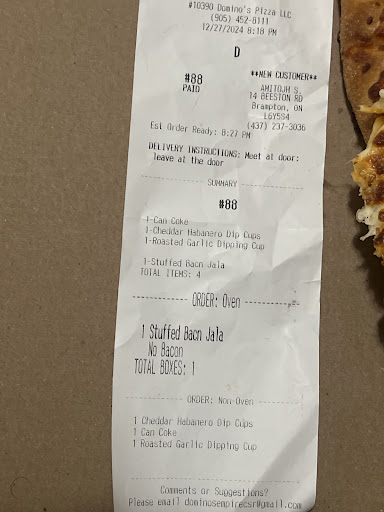 #10390 Domino's Pizza LLC
(905) 452-8111
12/27/2024 8:18 PM
D
#88
PAID
**NEW CUSTOMER**
AMITOJH S.
14 BEESTON RD
Brampton, ON
L6Y5S4
(437) 237-3036
Est Order Ready: 8:27 PM
DELIVERY INSTRUCTIONS: Meet at door:
leave at the door
SUMMARY
#88
1-Can Coke
1-Cheddar Habanero Dip Cups
1-Roasted Garlic Dipping Cup
1-Stuffed Bacn Jala
TOTAL ITEMS: 4
ORDER: Oven
1 Stuffed Bacn Jala
No Bacon
TOTAL BOXES: 1
ORDER: Non-Oven
1 Cheddar Habanero Dip Cups
1 Can Coke
1 Roasted Garlic Dipping Cup
Comments or Suggestions?
Please email dominosempirecsr@gmail.com